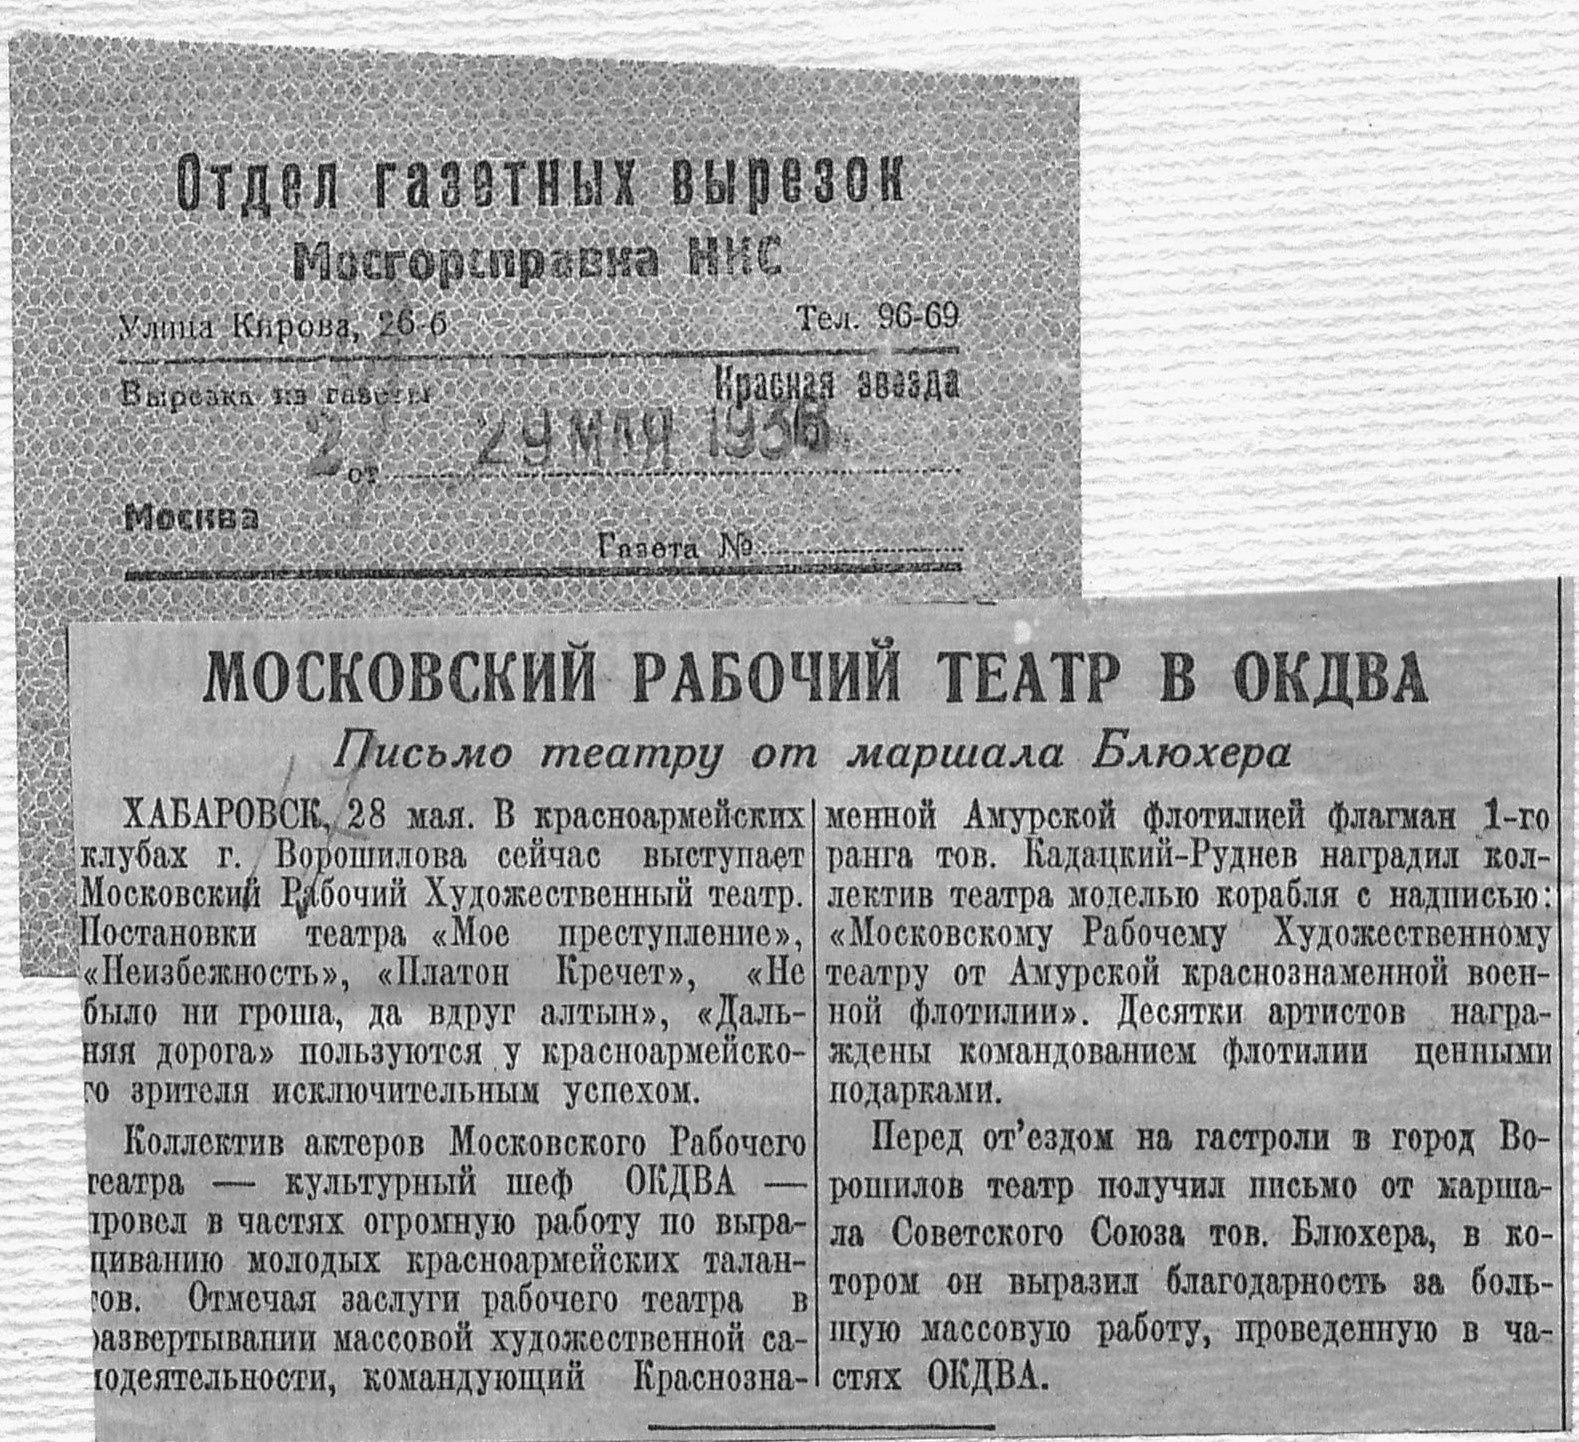 Отдел газетных вырезок
Мосгорсправка НКС
Улица Кирова, 26-б Тел. 96-69
Вырезка из газеты Красная звезда
от 29 МАЯ 1936
Москва
Газета №
МОСКОВСКИЙ РАБОЧИЙ ТЕАТР В ОКДВА
Письмо театру от маршала Блюхера
ХАБАРОВСК, 28 мая. В красноармейских
клубах г. Ворошилова сейчас выступает
Московский Рабочий Художественный театр.
Постановки театра «Мое преступление»,
«Неизбежность», «Платон Кречет», «Не
было ни гроша, да вдруг алтын», «Даль-
няя дорога» пользуются у красноармейско-
го зрителя исключительным успехом.
Коллектив актеров Московского Рабочего
театра — культурный шеф ОКДВА —
провел в частях огромную работу по выра-
щиванию молодых красноармейских талан-
тов. Отмечая заслуги рабочего театра в
развертывании массовой художественной са-
модеятельности, командующий Краснозна-
менной Амурской флотилией флагман 1-го
ранга тов. Кадацкий-Руднев наградил кол-
лектив театра моделью корабля с надписью:
«Московскому Рабочему Художественному
театру от Амурской краснознаменной воен-
ной флотилии». Десятки артистов награ-
ждены командованием флотилии ценными
подарками.
Перед от’ездом на гастроли в город Во-
рошилов театр получил письмо от марша-
ла Советского Союза тов. Блюхера, в ко-
тором он выразил благодарность за боль-
шую массовую работу, проведенную в ча-
стях ОКДВА.